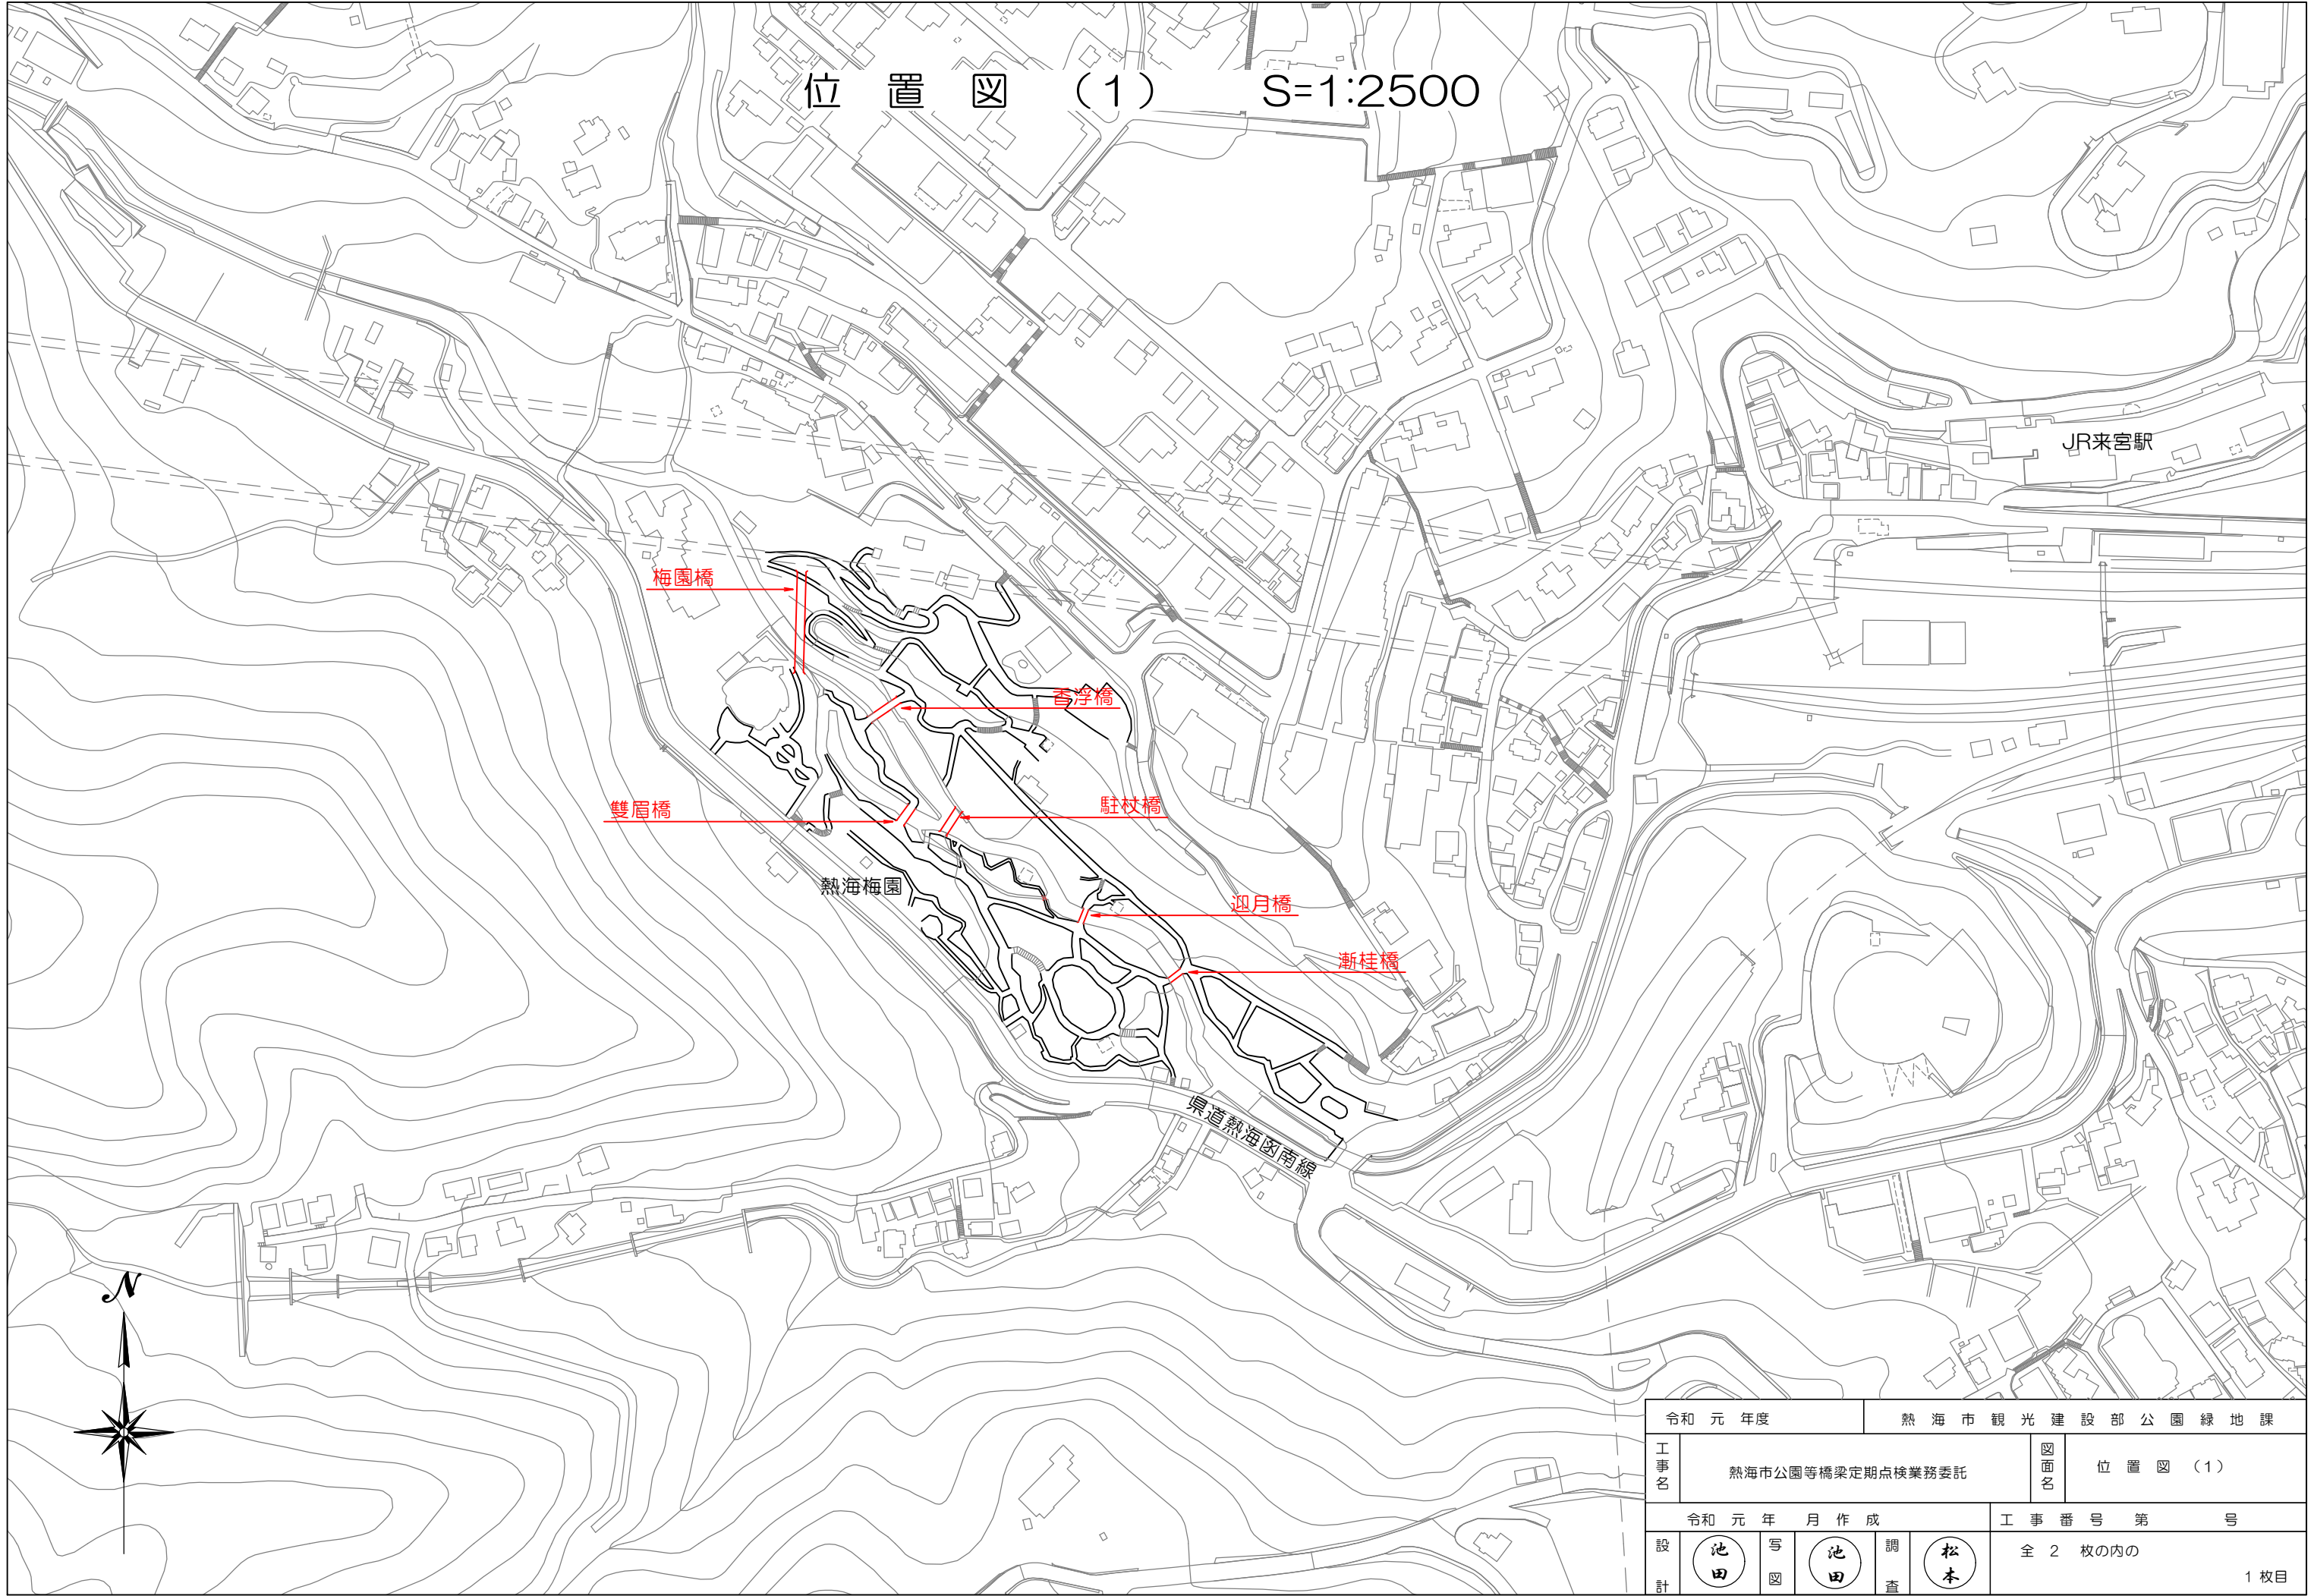 位置図（1） S=1:2500
JR来宮駅
梅園橋
香浮橋
雙眉橋
駐杖橋
熱海梅園
迎月橋
漸桂橋
県道熱海函南線
N
令和 元 年度
熱海市観光建設部公園緑地課
工事名
熱海市公園等橋梁定期点検業務委託
図面名
位置図（1）
令和 元 年 月 作 成
工 事 番 号 第 号
設計
池田
写図
池田
調査
松本
全 2 枚の内の
1 枚目